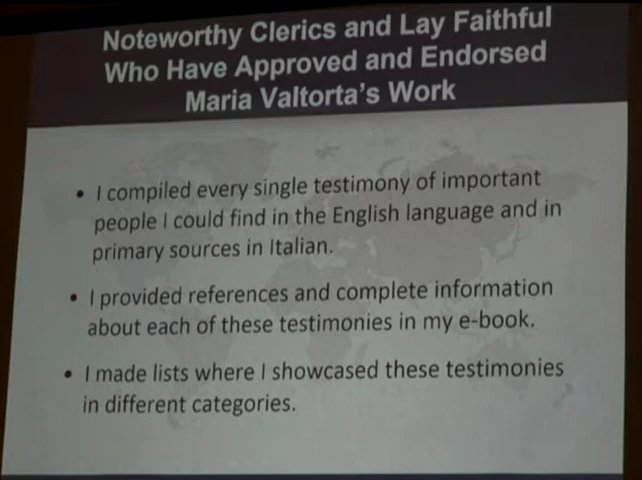 Noteworthy Clerics and Lay Faithful
Who Have Approved and Endorsed
Maria Valtorta's Work
• I compiled every single testimony of important
people I could find in the English language and in
primary sources in Italian.
• I provided references and complete information
about each of these testimonies in my e-book.
• I made lists where I showcased these testimonies
in different categories.